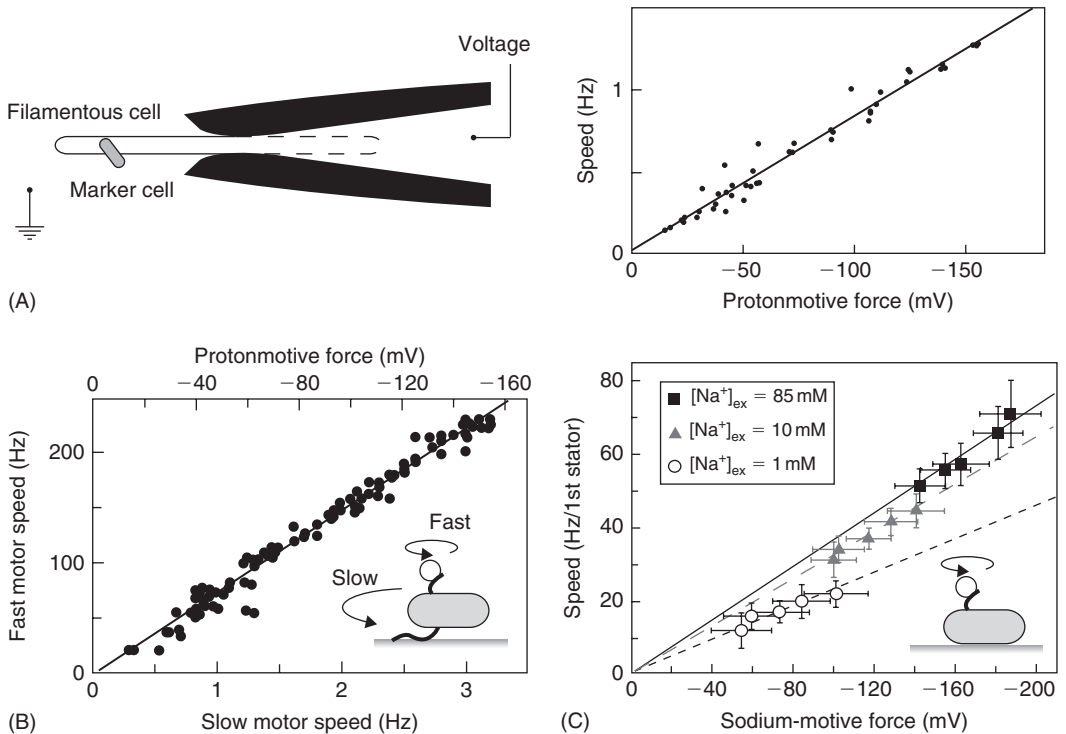 Voltage
Filamentous cell
Marker cell
(A)
Speed (Hz)
1
0
0 −50 −100 −150
Protonmotive force (mV)
Protonmotive force (mV)
0 −40 −80 −120 −160
Fast motor speed (Hz)
200
100
0
Fast
Slow
0 1 2 3
Slow motor speed (Hz)
(B)
Speed (Hz/1st stator)
80
60
40
20
0
[Na⁺]ex = 85 mM
[Na⁺]ex = 10 mM
[Na⁺]ex = 1 mM
0 −40 −80 −120 −160 −200
Sodium-motive force (mV)
(C)